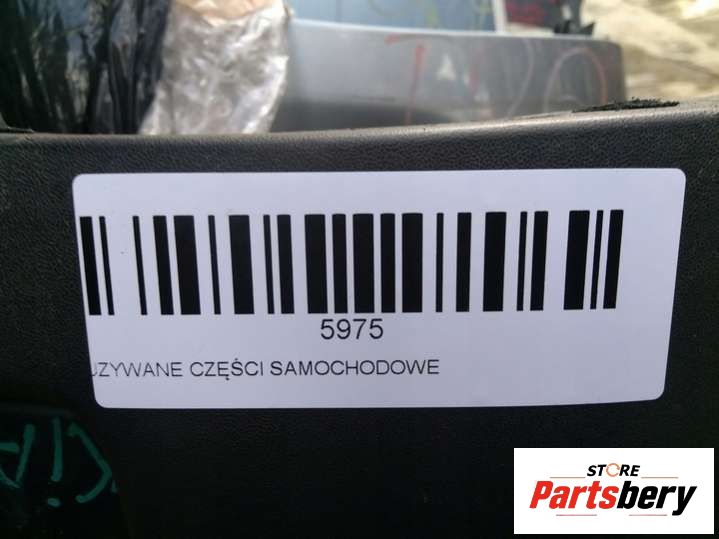 5975
UZYWANE CZĘŚCI SAMOCHODOWE
STORE
Partsbery